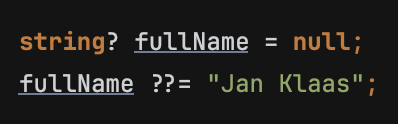 string? fullName = null;
fullName ??= "Jan Klaas";